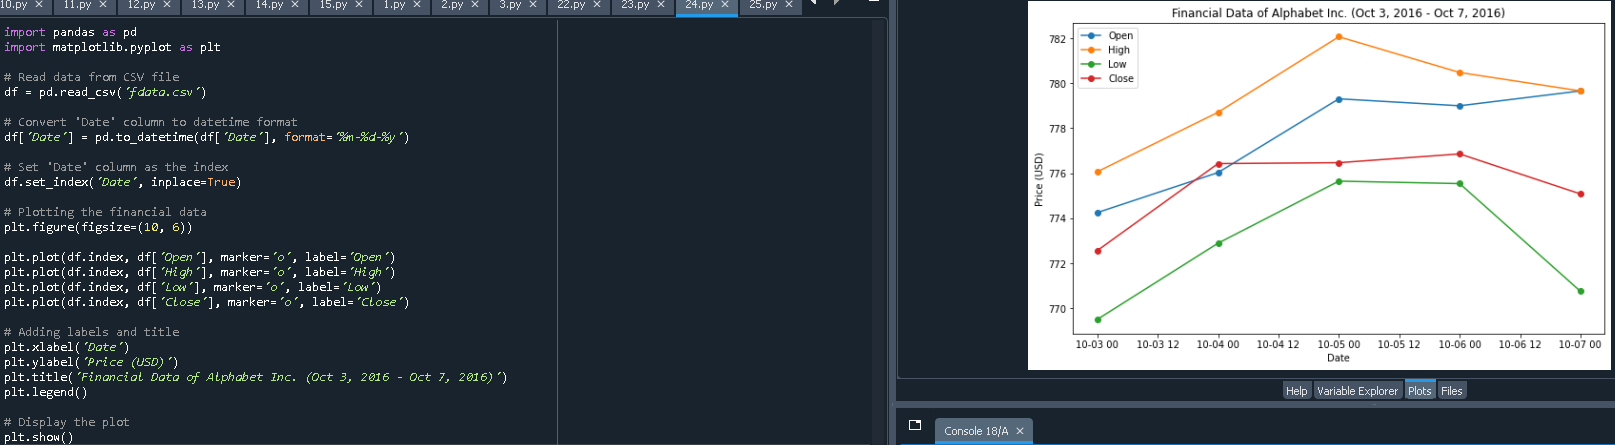 10.py × 11.py × 12.py × 13.py × 14.py × 15.py × 1.py × 2.py × 3.py × 22.py × 23.py × 24.py × 25.py ×
import pandas as pd
import matplotlib.pyplot as plt
# Read data from CSV file
df = pd.read_csv('fdata.csv')
# Convert 'Date' column to datetime format
df['Date'] = pd.to_datetime(df['Date'], format='%m-%d-%y')
# Set 'Date' column as the index
df.set_index('Date', inplace=True)
# Plotting the financial data
plt.figure(figsize=(10, 6))
plt.plot(df.index, df['Open'], marker='o', label='Open')
plt.plot(df.index, df['High'], marker='o', label='High')
plt.plot(df.index, df['Low'], marker='o', label='Low')
plt.plot(df.index, df['Close'], marker='o', label='Close')
# Adding labels and title
plt.xlabel('Date')
plt.ylabel('Price (USD)')
plt.title('Financial Data of Alphabet Inc. (Oct 3, 2016 - Oct 7, 2016)')
plt.legend()
# Display the plot
plt.show()
Financial Data of Alphabet Inc. (Oct 3, 2016 - Oct 7, 2016)
Open
High
Low
Close
782
780
778
776
774
772
770
Price (USD)
10-03 00 10-03 12 10-04 00 10-04 12 10-05 00 10-05 12 10-06 00 10-06 12 10-07 00
Date
Help Variable Explorer Plots Files
Console 18/A ×